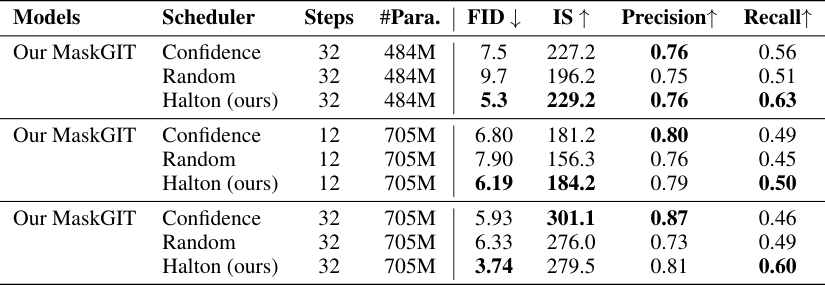 Models Scheduler Steps #Para. FID ↓ IS ↑ Precision↑ Recall↑
Our MaskGIT Confidence 32 484M 7.5 227.2 0.76 0.56
Random 32 484M 9.7 196.2 0.75 0.51
Halton (ours) 32 484M 5.3 229.2 0.76 0.63
Our MaskGIT Confidence 12 705M 6.80 181.2 0.80 0.49
Random 12 705M 7.90 156.3 0.76 0.45
Halton (ours) 12 705M 6.19 184.2 0.79 0.50
Our MaskGIT Confidence 32 705M 5.93 301.1 0.87 0.46
Random 32 705M 6.33 276.0 0.73 0.49
Halton (ours) 32 705M 3.74 279.5 0.81 0.60